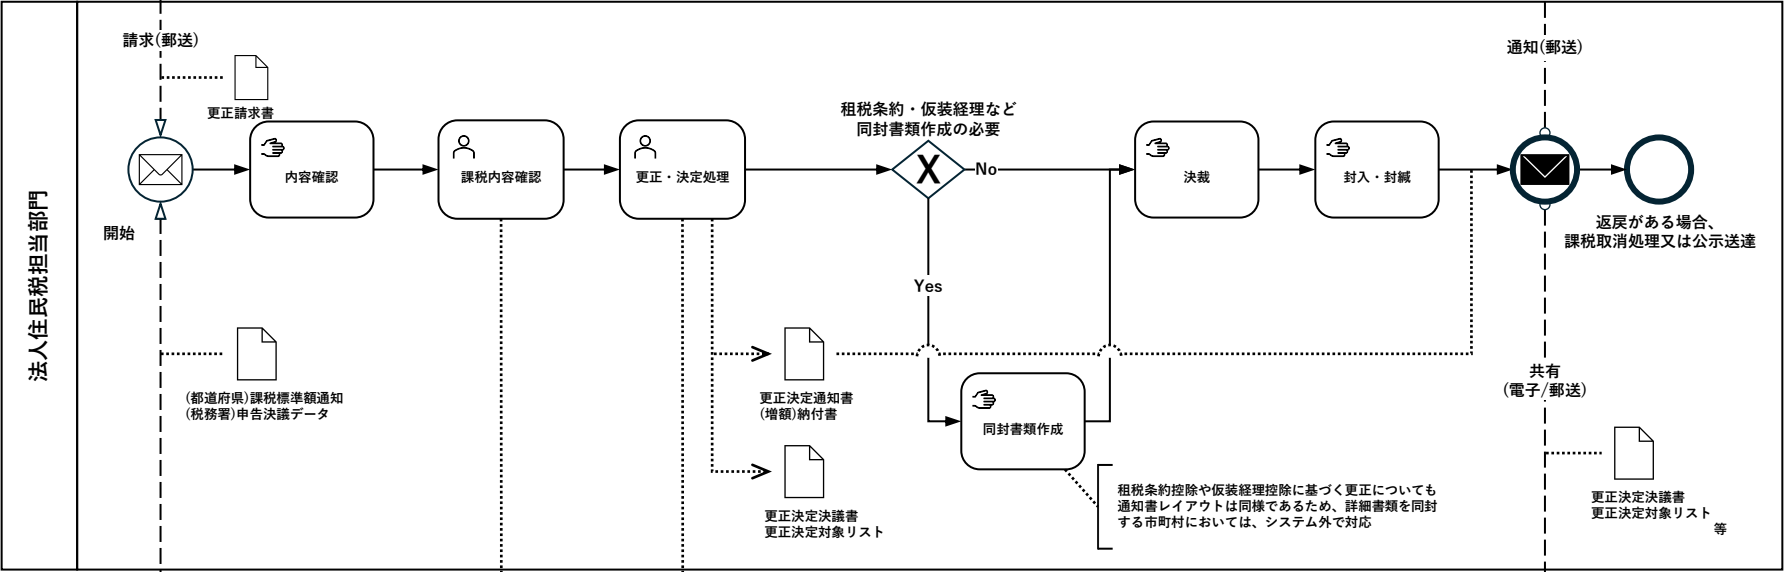 法人住民税担当部門
請求(郵送)
更正請求書
開始
(都道府県)課税標準額通知
(税務署)申告決議データ
内容確認
課税内容確認
更正・決定処理
租税条約・仮装経理など
同封書類作成の必要
X
No
Yes
更正決定通知書
(増額)納付書
更正決定決議書
更正決定対象リスト
同封書類作成
租税条約控除や仮装経理控除に基づく更正についても
通知書レイアウトは同様であるため、詳細書類を同封
する市町村においては、システム外で対応
決裁
封入・封緘
通知(郵送)
返戻がある場合、
課税取消処理又は公示送達
共有
(電子/郵送)
更正決定決議書
更正決定対象リスト
等